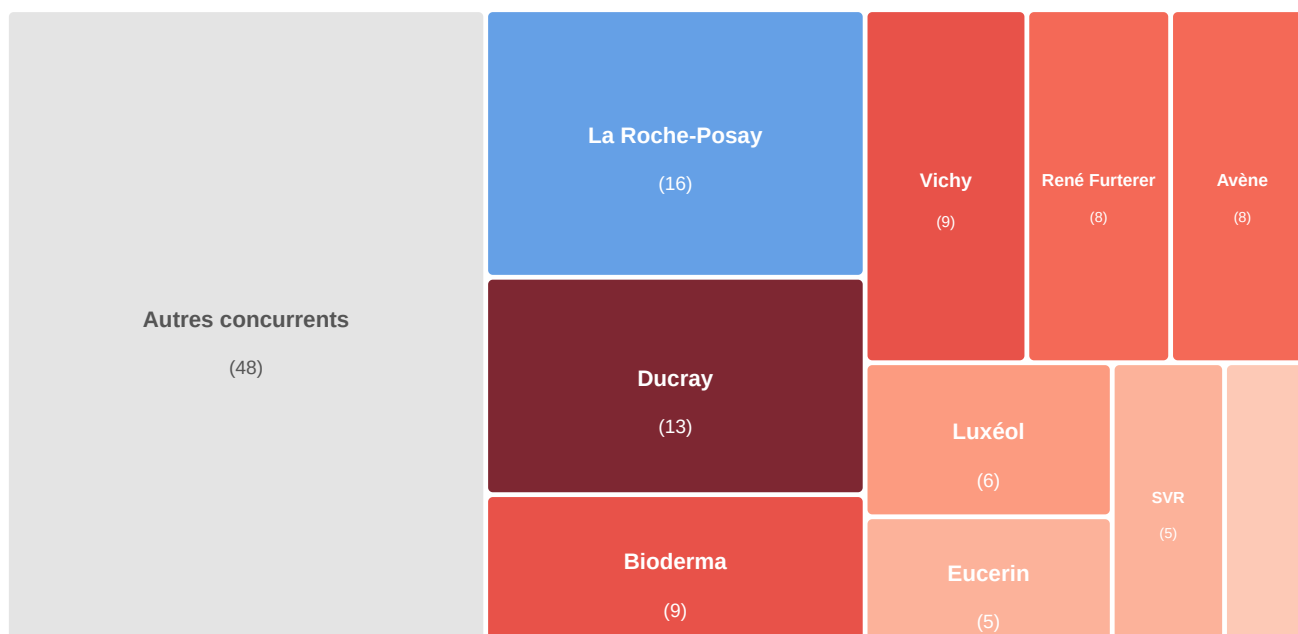 Autres concurrents
(48)
La Roche-Posay
(16)
Ducray
(13)
Bioderma
(9)
Vichy
(9)
René Furterer
(8)
Avène
(8)
Luxéol
(6)
Eucerin
(5)
SVR
(5)